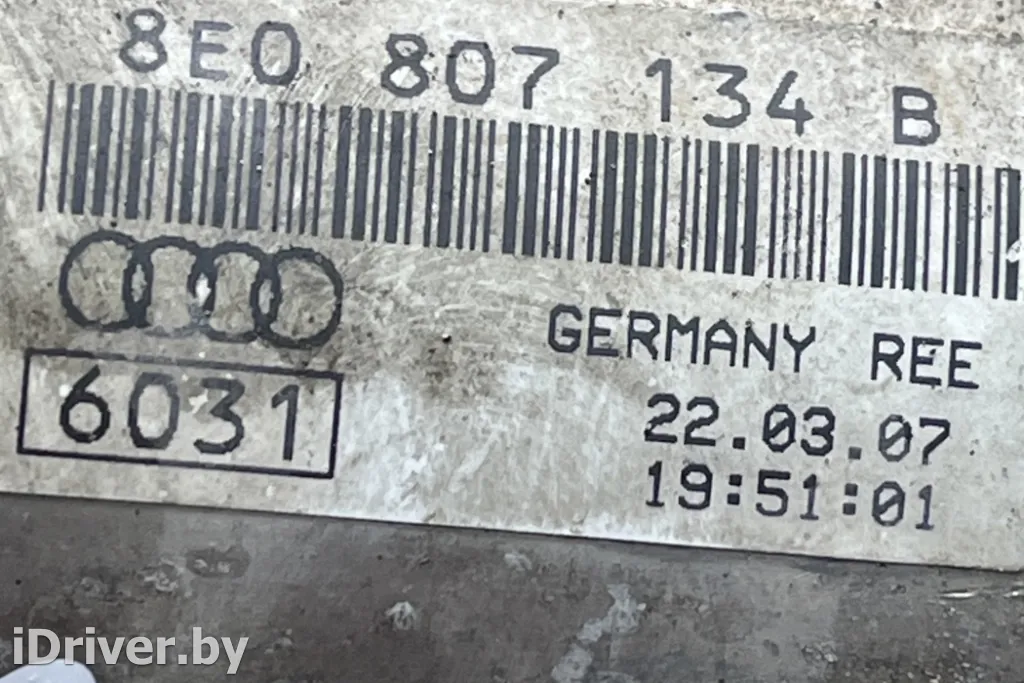 8E0 807 134 B
GERMANY REE
6031
22.03.07
19:51:01
iDriver.by